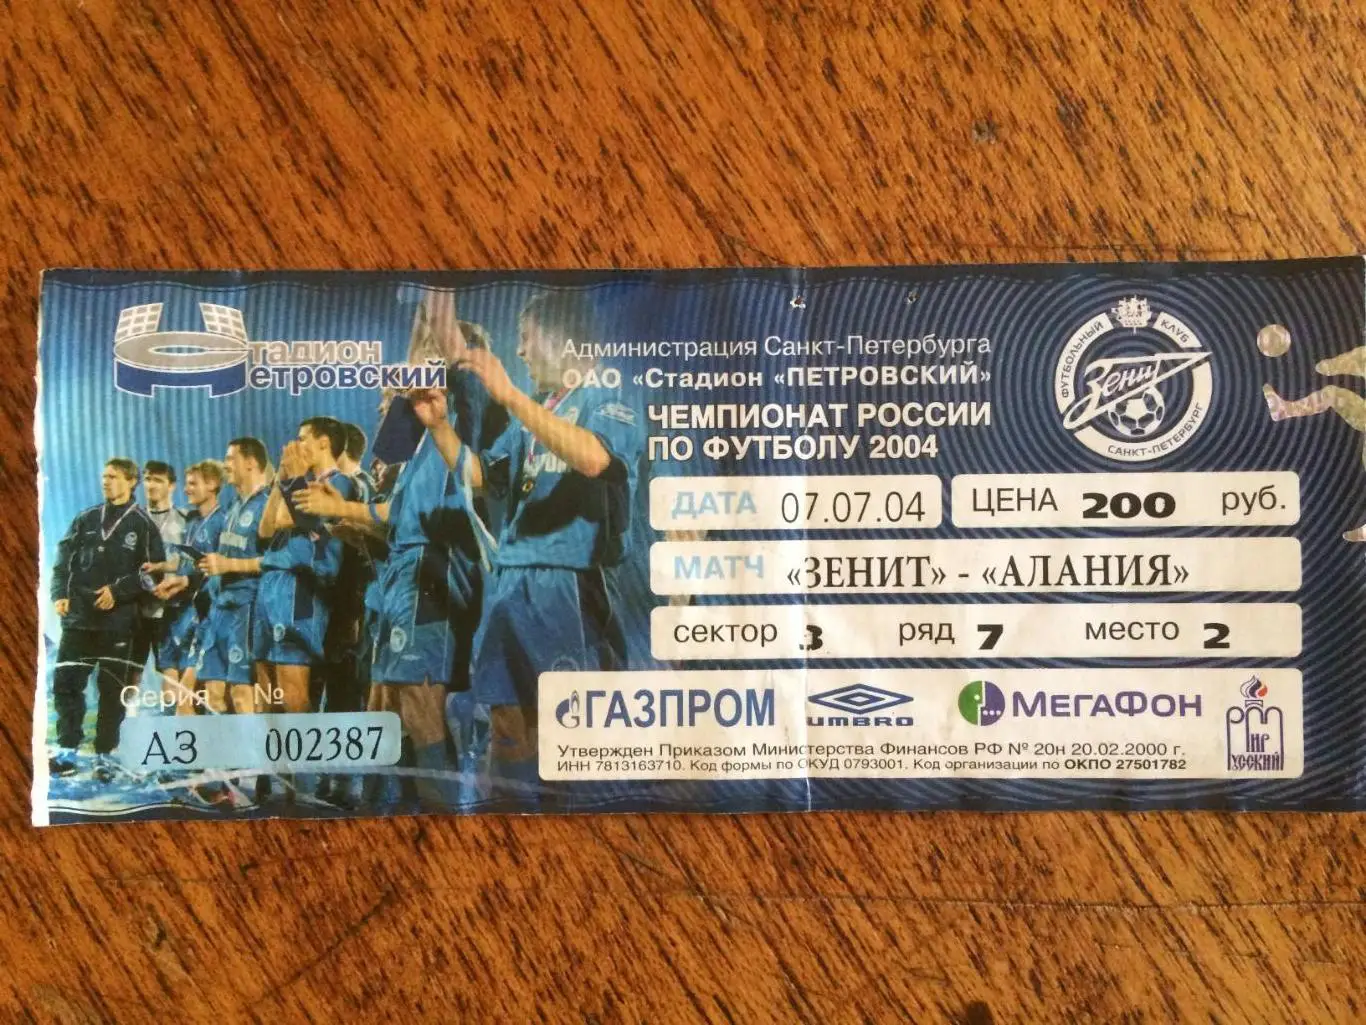 Стадион
Петровский
Администрация Санкт-Петербурга
ОАО «Стадион «ПЕТРОВСКИЙ»
ЧЕМПИОНАТ РОССИИ
ПО ФУТБОЛУ 2004
ФУТБОЛЬНЫЙ КЛУБ
Зенит
САНКТ-ПЕТЕРБУРГ
ДАТА 07.07.04 ЦЕНА 200 руб.
МАТЧ «ЗЕНИТ» - «АЛАНИЯ»
сектор 3 ряд 7 место 2
Серия №
АЗ 002387
ГАЗПРОМ UMBRO МЕГАФОН РУССКИЙ МИР
Утвержден Приказом Министерства Финансов РФ № 20н 20.02.2000 г.
ИНН 7813163710. Код формы по ОКУД 0793001. Код организации по ОКПО 27501782